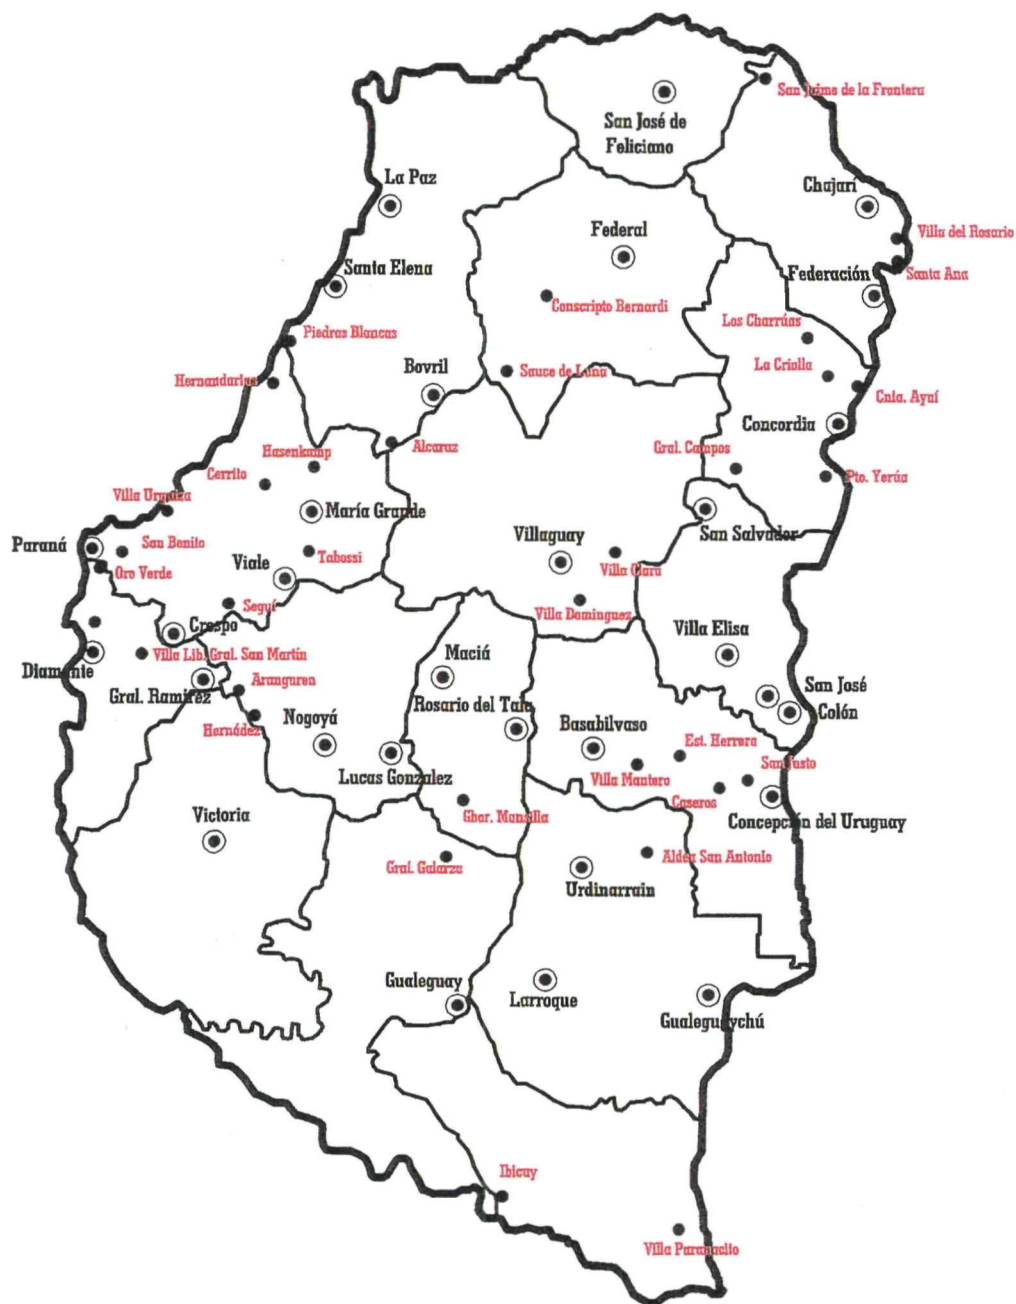 San Jaime de la Frontera
San José de
Feliciano
La Paz
Chajarí
Villa del Rosario
Federal
Santa Elena
Federación
Santa Ana
Conscripto Bernardi
Los Charrúas
Piedras Blancas
La Criolla
Sauce de Luna
Hernandarias
Bovril
Cnia. Ayuí
Concordia
Alcaraz
Gral. Campos
Hasenkamp
Cerrito
Pto. Yerúa
Villa Urquiza
María Grande
San Salvador
Paraná
San Benito
Villaguay
Tabossi
Viale
Villa Clara
Oro Verde
Seguí
Villa Dominguez
Crespo
Villa Elisa
Villa Lib. Gral. San Martín
Maciá
Diamante
Aranguren
Gral. Ramirez
San José
Rosario del Tala
Colón
Hernádez
Nogoyá
Basabilvaso
Est. Herrera
Lucas Gonzalez
San Justo
Villa Mantero
Caseros
Victoria
Gbor. Mansilla
Concepción del Uruguay
Gral. Galarza
Aldea San Antonio
Urdinarrain
Gualeguay
Larroque
Gualeguaychú
Ibicuy
Villa Paranacito